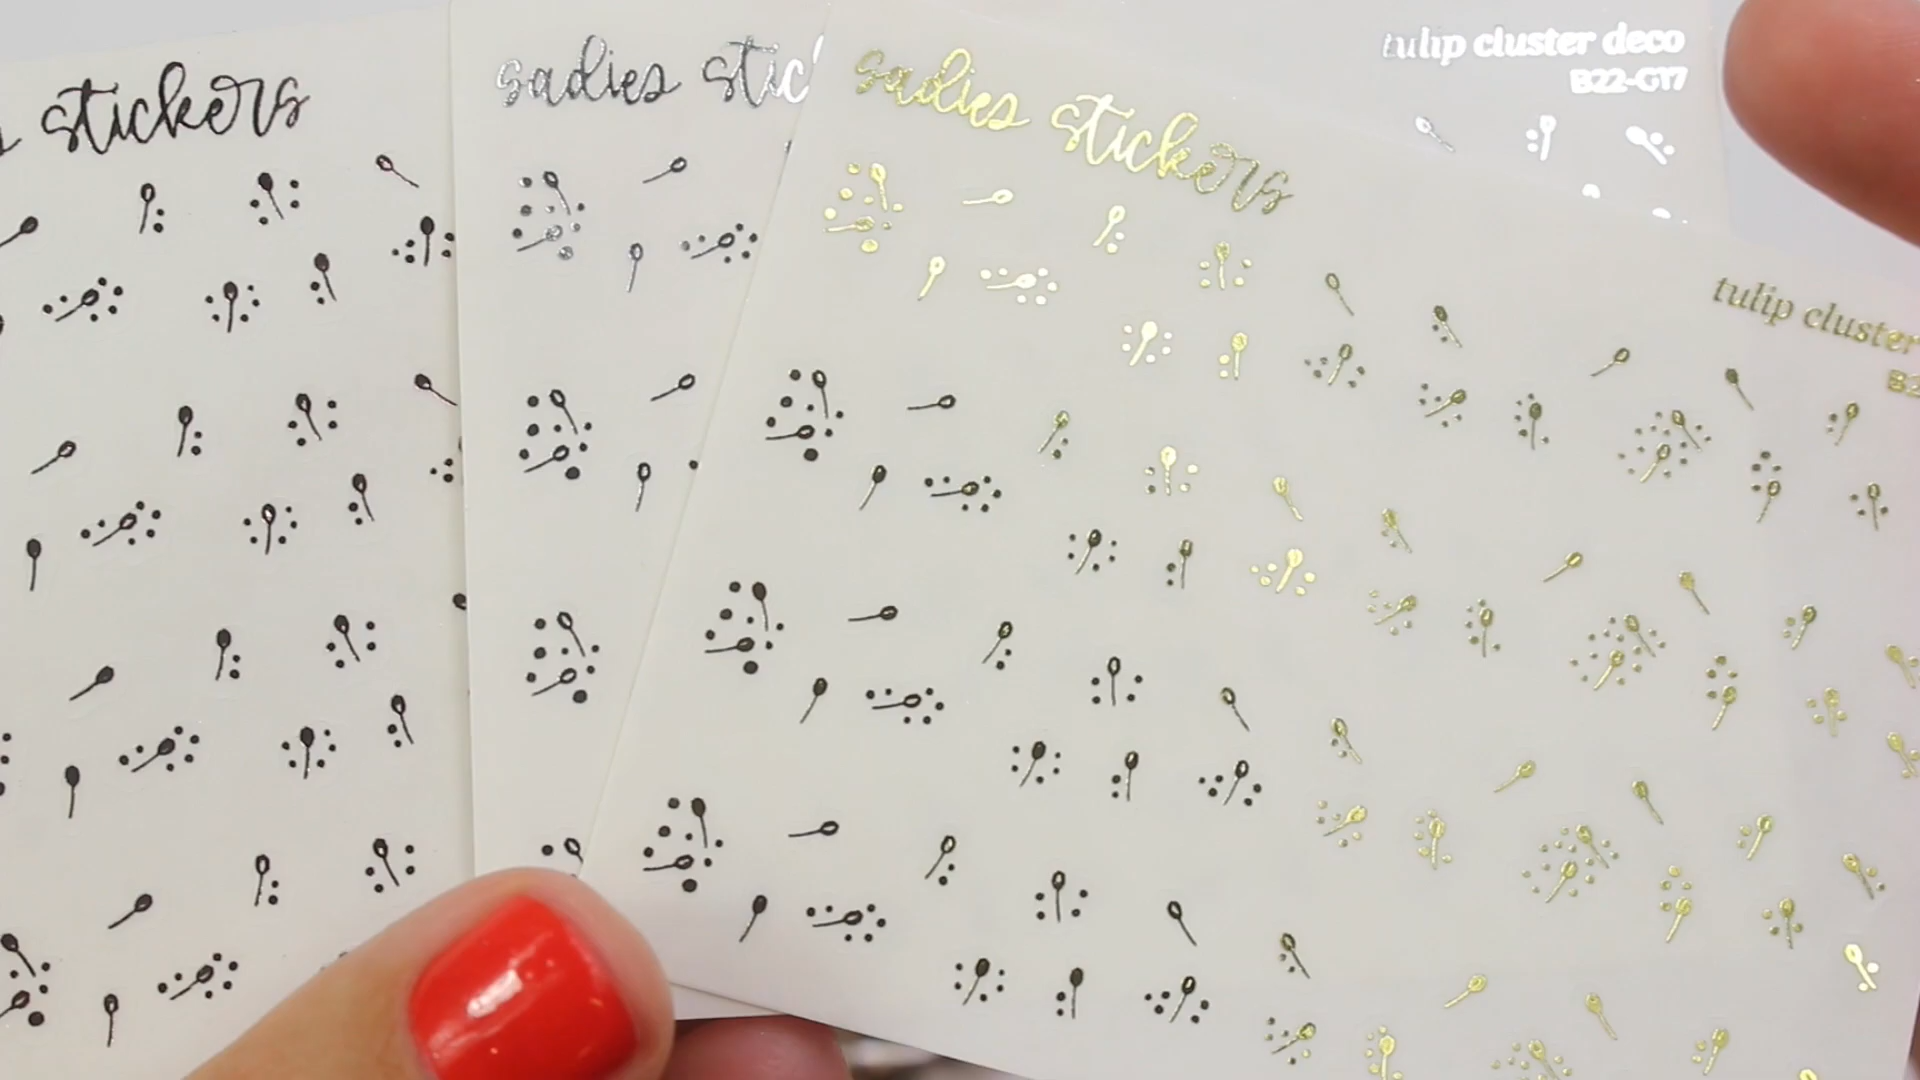 stickers
sadies stic
sadies stickers
tulip cluster deco
B22-G17
tulip cluster